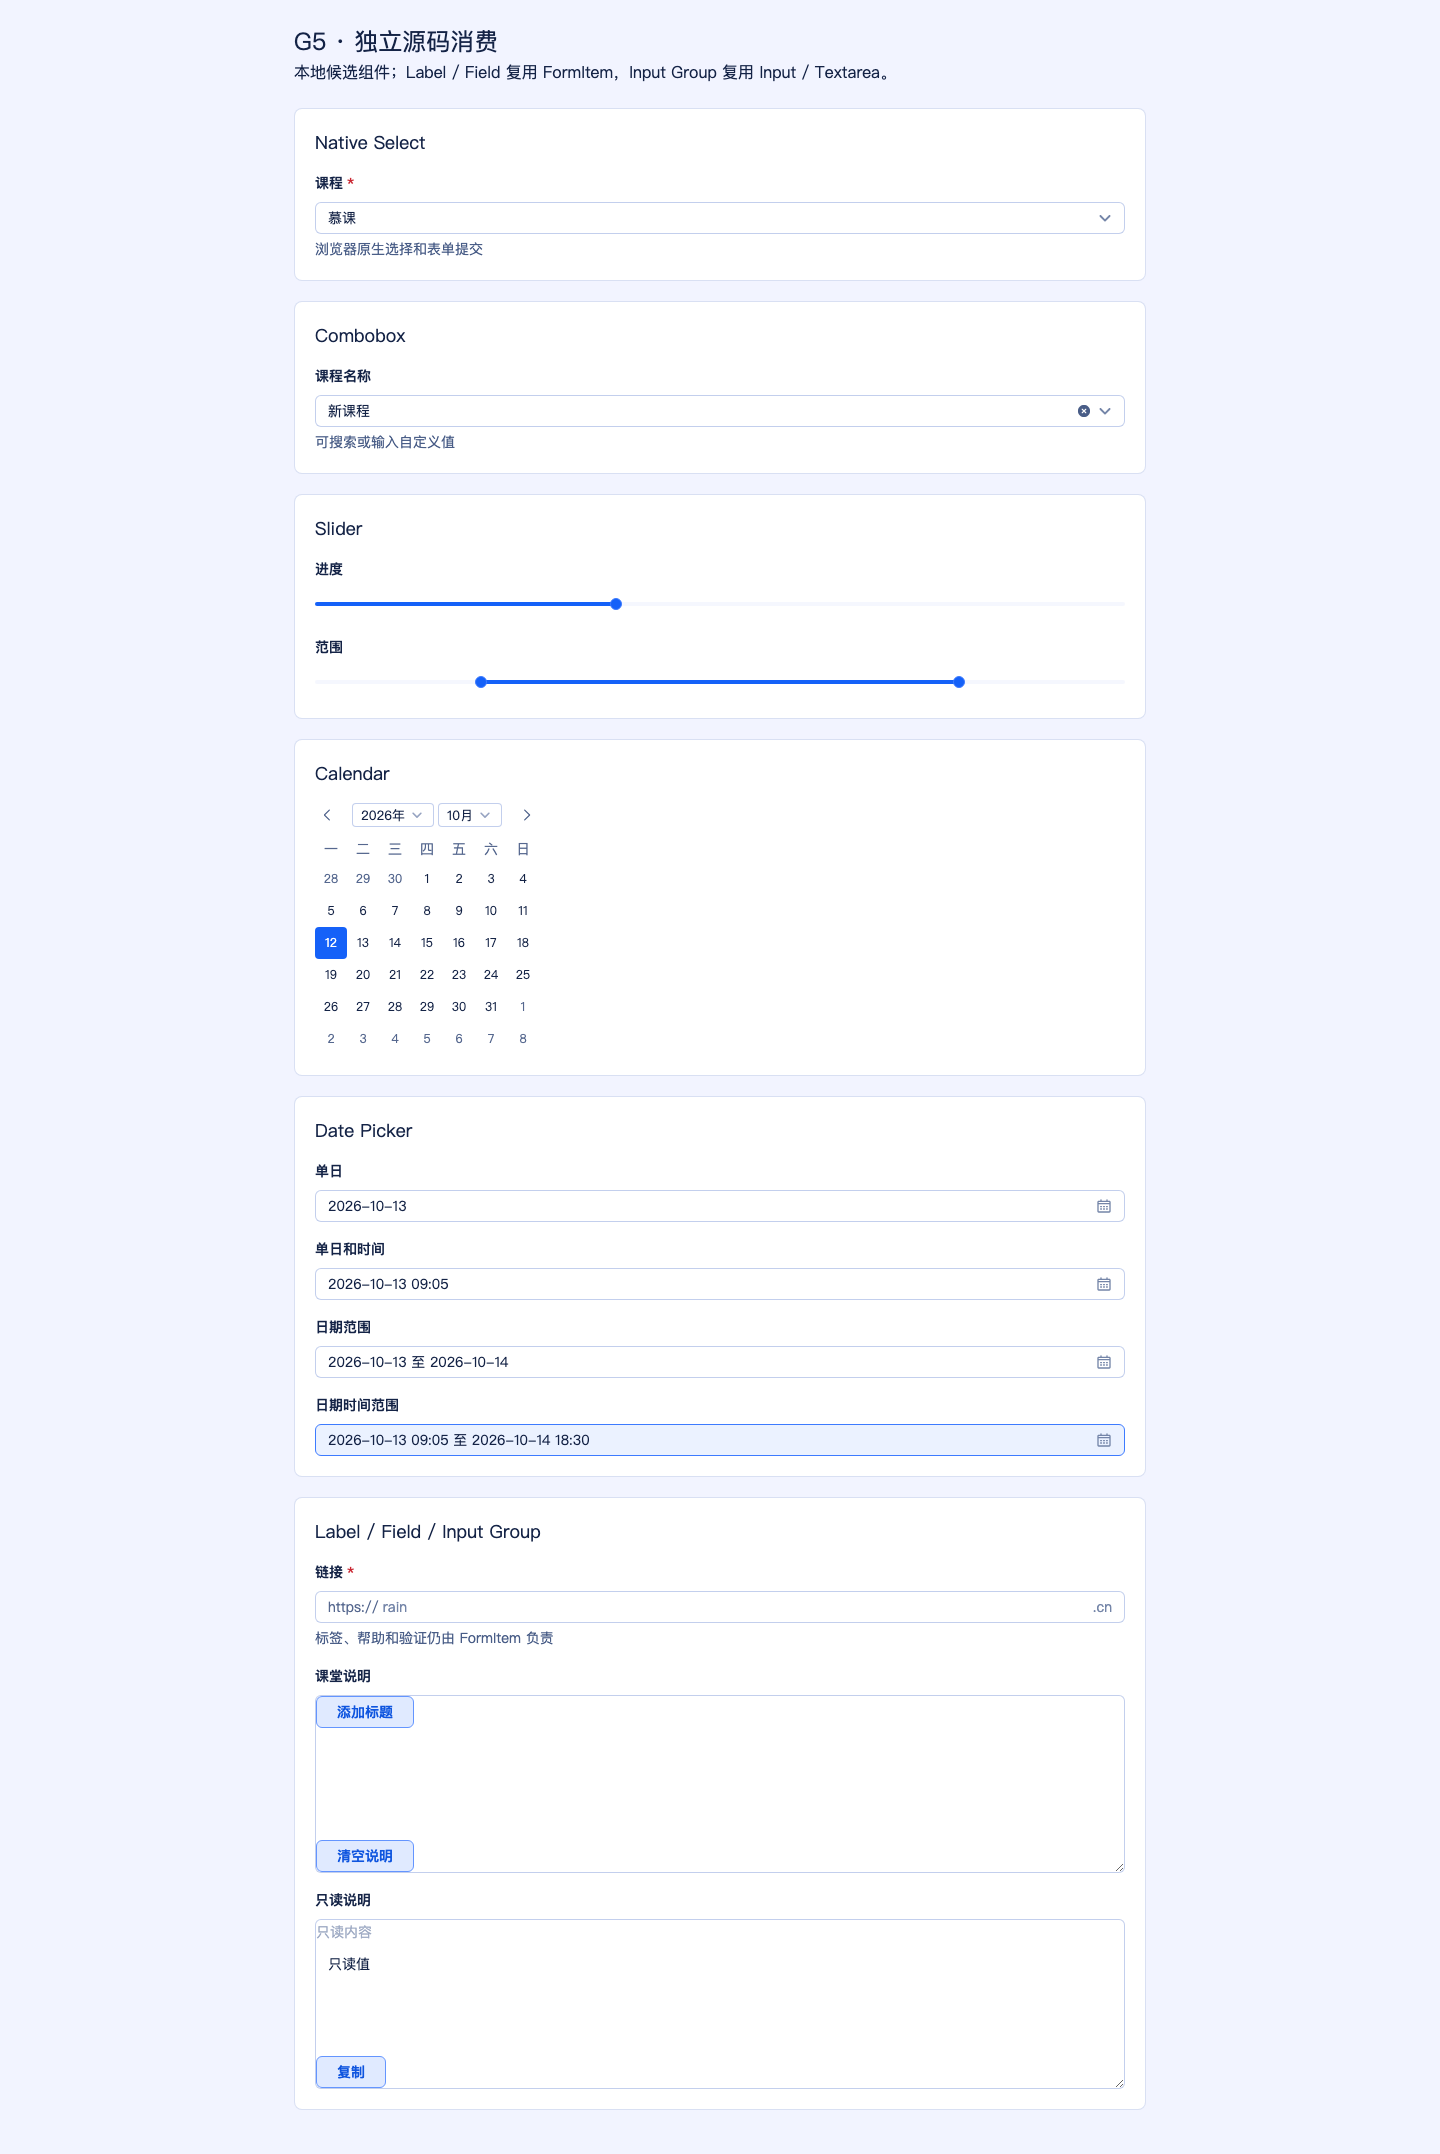 G5 · 独立源码消费
本地候选组件；Label / Field 复用 FormItem，Input Group 复用 Input / Textarea。
Native Select
课程 *
慕课
浏览器原生选择和表单提交
Combobox
课程名称
新课程
可搜索或输入自定义值
Slider
进度
范围
Calendar
2026年 10月
一 二 三 四 五 六 日
28 29 30 1 2 3 4
5 6 7 8 9 10 11
12 13 14 15 16 17 18
19 20 21 22 23 24 25
26 27 28 29 30 31 1
2 3 4 5 6 7 8
Date Picker
单日
2026-10-13
单日和时间
2026-10-13 09:05
日期范围
2026-10-13 至 2026-10-14
日期时间范围
2026-10-13 09:05 至 2026-10-14 18:30
Label / Field / Input Group
链接 *
https:// rain .cn
标签、帮助和验证仍由 FormItem 负责
课堂说明
添加标题
清空说明
只读说明
只读内容
只读值
复制